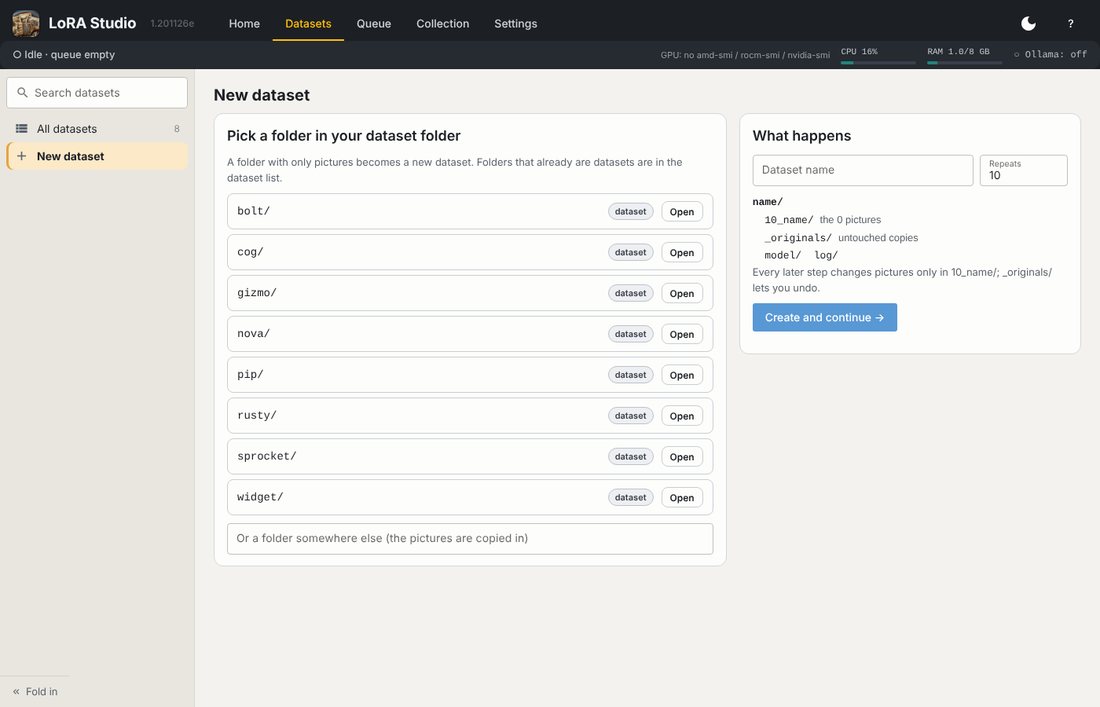 LoRA Studio 1.201126e Home Datasets Queue Collection Settings ?
Idle · queue empty GPU: no amd-smi / rocm-smi / nvidia-smi CPU 16% RAM 1.0/8 GB Ollama: off
Search datasets
All datasets 8
New dataset
New dataset
Pick a folder in your dataset folder
A folder with only pictures becomes a new dataset. Folders that already are datasets are in the
dataset list.
bolt/ dataset Open
cog/ dataset Open
gizmo/ dataset Open
nova/ dataset Open
pip/ dataset Open
rusty/ dataset Open
sprocket/ dataset Open
widget/ dataset Open
Or a folder somewhere else (the pictures are copied in)
What happens
Dataset name
Repeats
10
name/
10_name/ the 0 pictures
_originals/ untouched copies
model/ log/
Every later step changes pictures only in 10_name/; _originals/
lets you undo.
Create and continue →
« Fold in